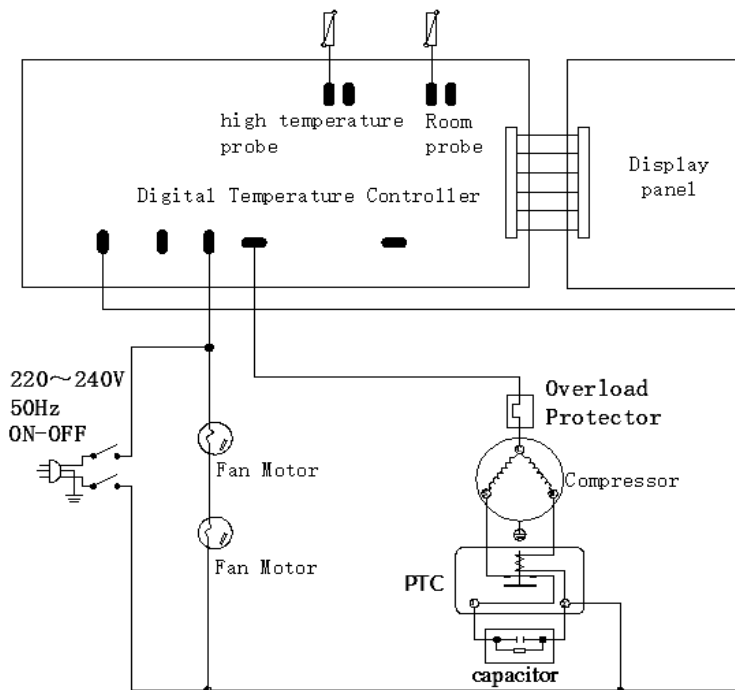 high temperature
probe
Room
probe
Display
panel
Digital Temperature Controller
220～240V
50Hz
ON-OFF
Overload
Protector
Fan Motor
Compressor
Fan Motor
PTC
capacitor